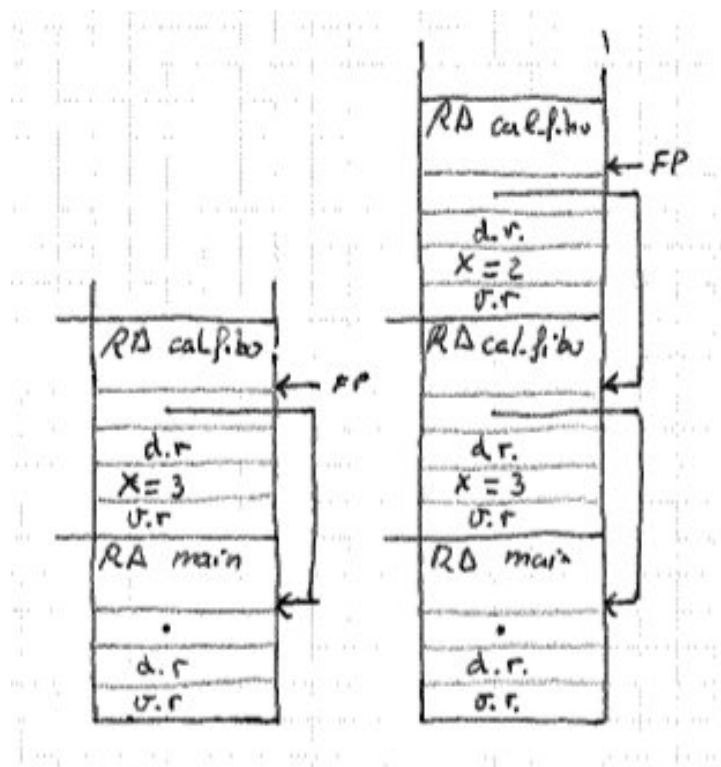 RA cal.fibo
← FP
d.r
x = 3
v.r
RA main
•
d.r
v.r
RA cal.fibo
← FP
d.r.
x = 2
v.r
RA cal.fibo
d.r.
x = 3
v.r
RA main
•
d.r.
v.r.